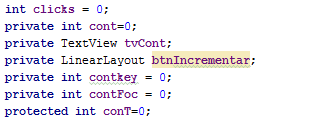 int clicks = 0;
private int cont=0;
private TextView tvCont;
private LinearLayout btnIncrementar;
private int contkey = 0;
private int contFoc = 0;
protected int conT=0;